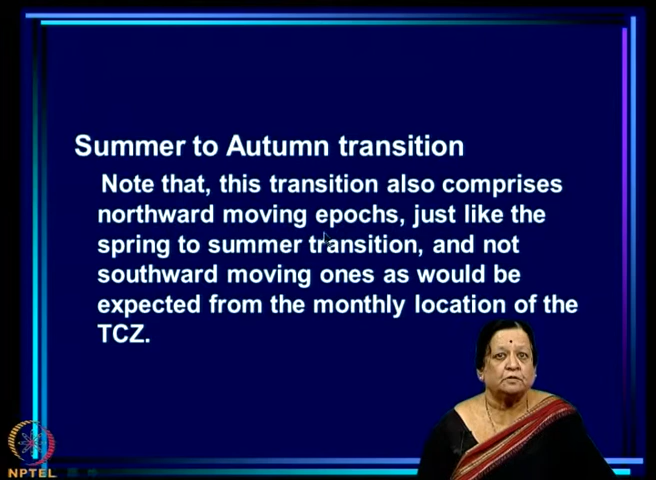 Summer to Autumn transition
Note that, this transition also comprises
northward moving epochs, just like the
spring to summer transition, and not
southward moving ones as would be
expected from the monthly location of the
TCZ.
NPTEL